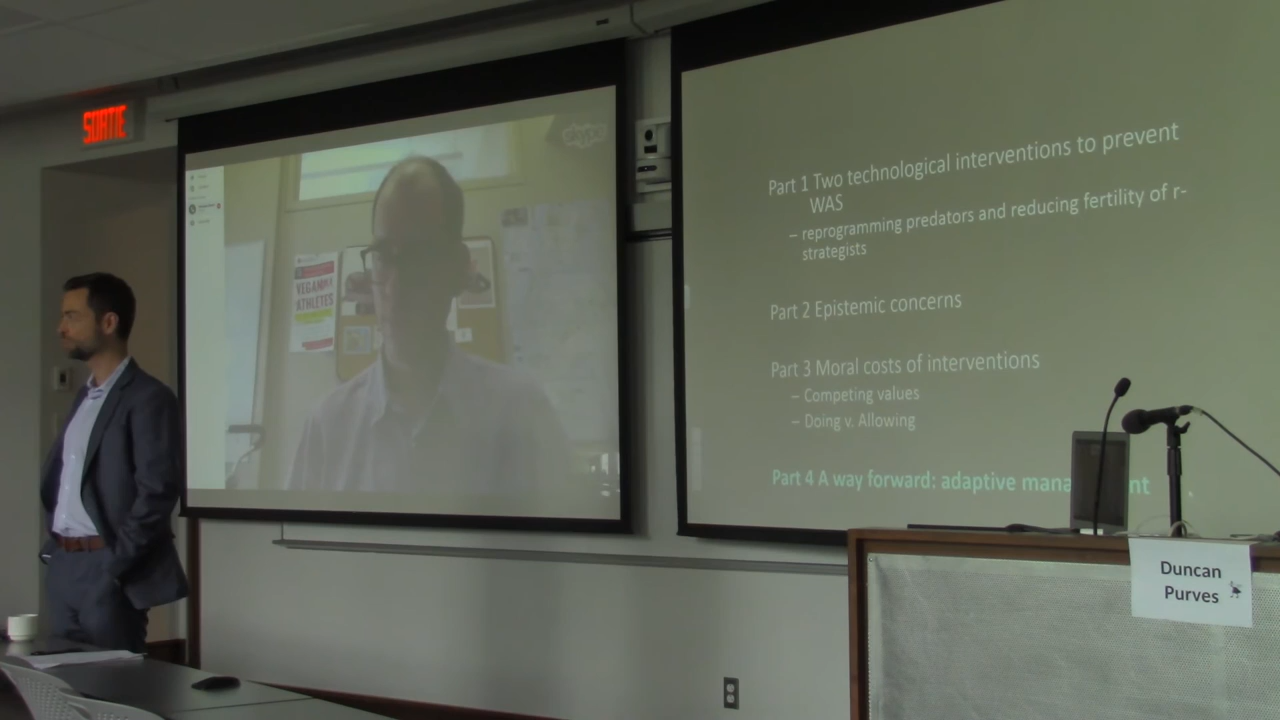 SORTIE
skype
VEGAN
ATHLETES
Part 1 Two technological interventions to prevent
WAS
– reprogramming predators and reducing fertility of r-
strategists
Part 2 Epistemic concerns
Part 3 Moral costs of interventions
– Competing values
– Doing v. Allowing
Part 4 A way forward: adaptive
Duncan
Purves